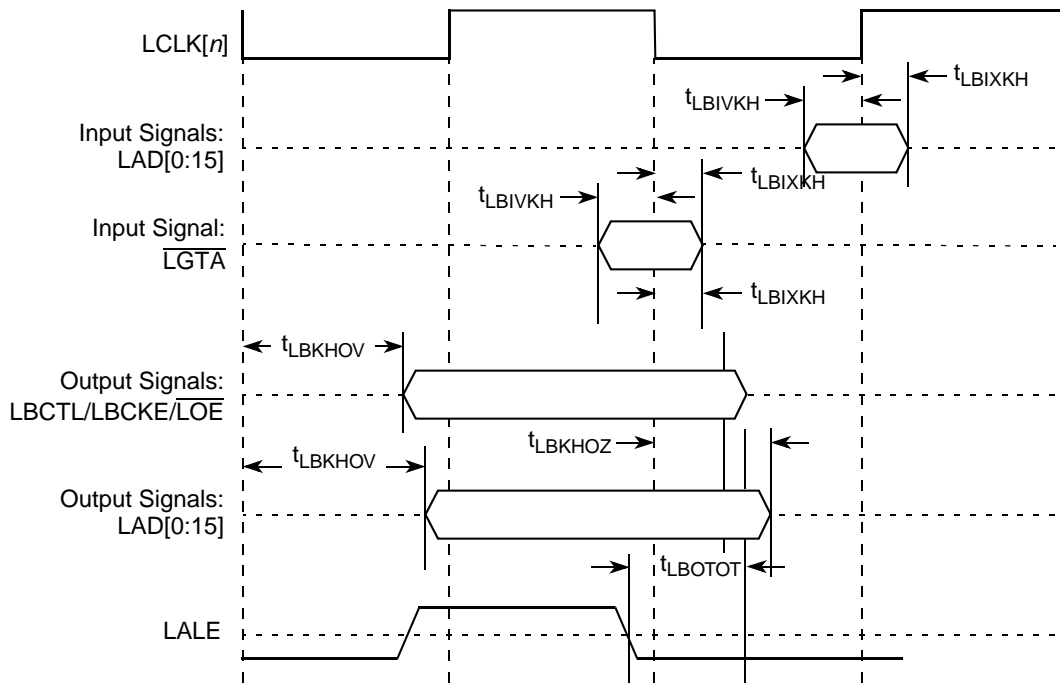 LCLK[n]
tLBIXKH
tLBIVKH
Input Signals:
LAD[0:15]
tLBIXKH
tLBIVKH
Input Signal:
LGTA
tLBIXKH
tLBKHOV
Output Signals:
LBCTL/LBCKE/LOE
tLBKHOZ
tLBKHOV
Output Signals:
LAD[0:15]
tLBOTOT
LALE